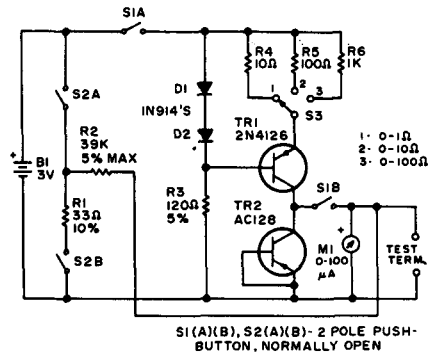 S1A
R4
10Ω
R5
100Ω
R6
1K
S2A
D1
1N914'S
D2
1
2
3
S3
TR1
2N4126
1- 0-1Ω
2- 0-10Ω
3- 0-100Ω
R2
39K
5% MAX
+
B1
3V
R1
33Ω
10%
R3
120Ω
5%
TR2
AC128
S1B
+
M1
0-100
μA
TEST
TERM.
S2B
S1(A)(B), S2(A)(B)- 2 POLE PUSH-
BUTTON, NORMALLY OPEN